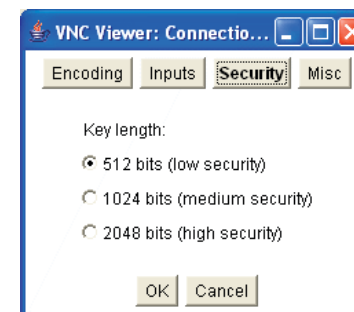 VNC Viewer: Connectio...
Encoding Inputs Security Misc
Key length:
512 bits (low security)
1024 bits (medium security)
2048 bits (high security)
OK Cancel